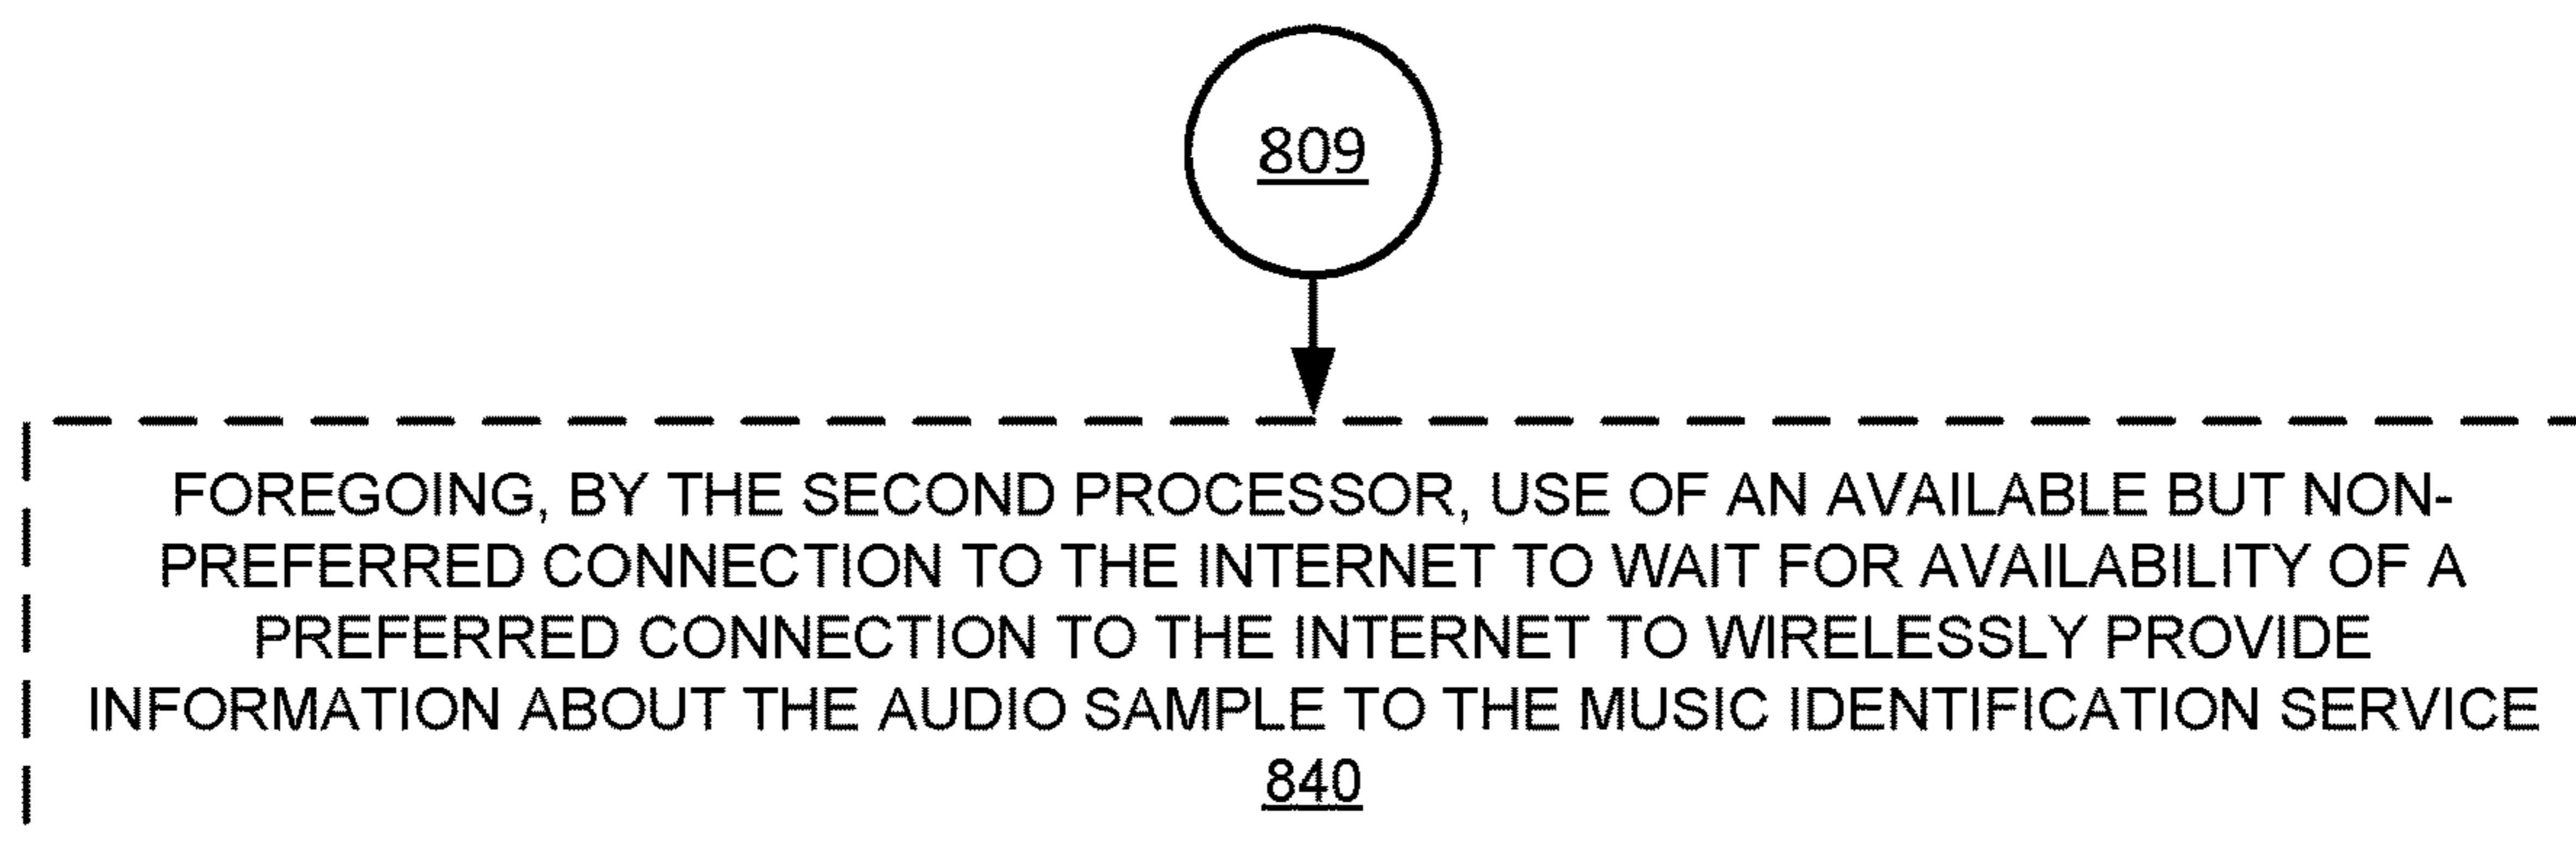 809
FOREGOING, BY THE SECOND PROCESSOR, USE OF AN AVAILABLE BUT NON-
PREFERRED CONNECTION TO THE INTERNET TO WAIT FOR AVAILABILITY OF A
PREFERRED CONNECTION TO THE INTERNET TO WIRELESSLY PROVIDE
INFORMATION ABOUT THE AUDIO SAMPLE TO THE MUSIC IDENTIFICATION SERVICE
840